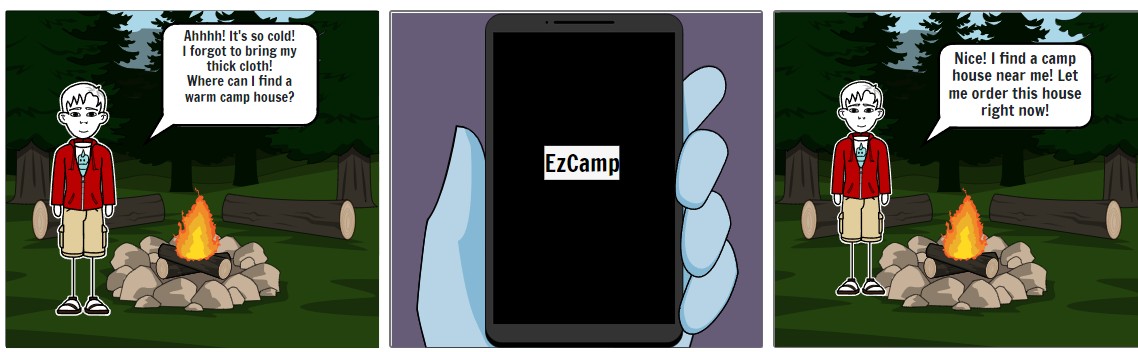 Ahhhh! It's so cold!
I forgot to bring my
thick cloth!
Where can I find a
warm camp house?
EzCamp
Nice! I find a camp
house near me! Let
me order this house
right now!